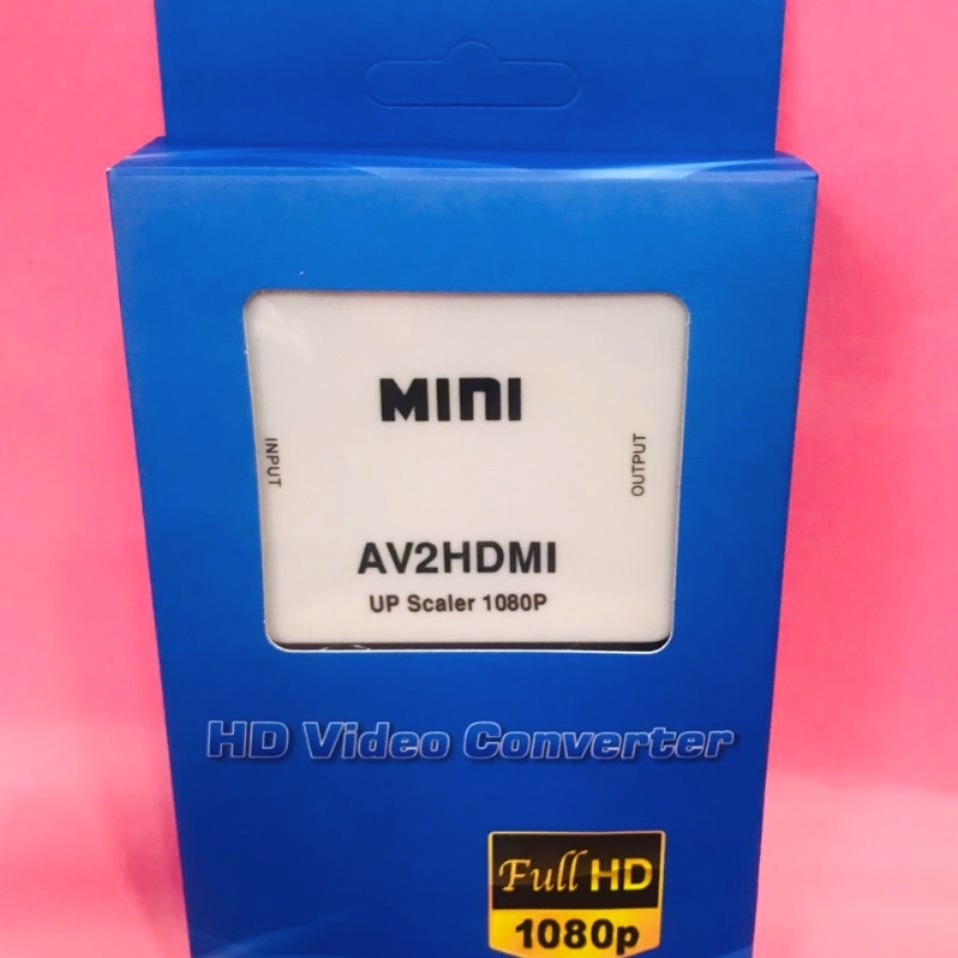 MINI
INPUT
OUTPUT
AV2HDMI
UP Scaler 1080P
HD Video Converter
Full HD
1080p